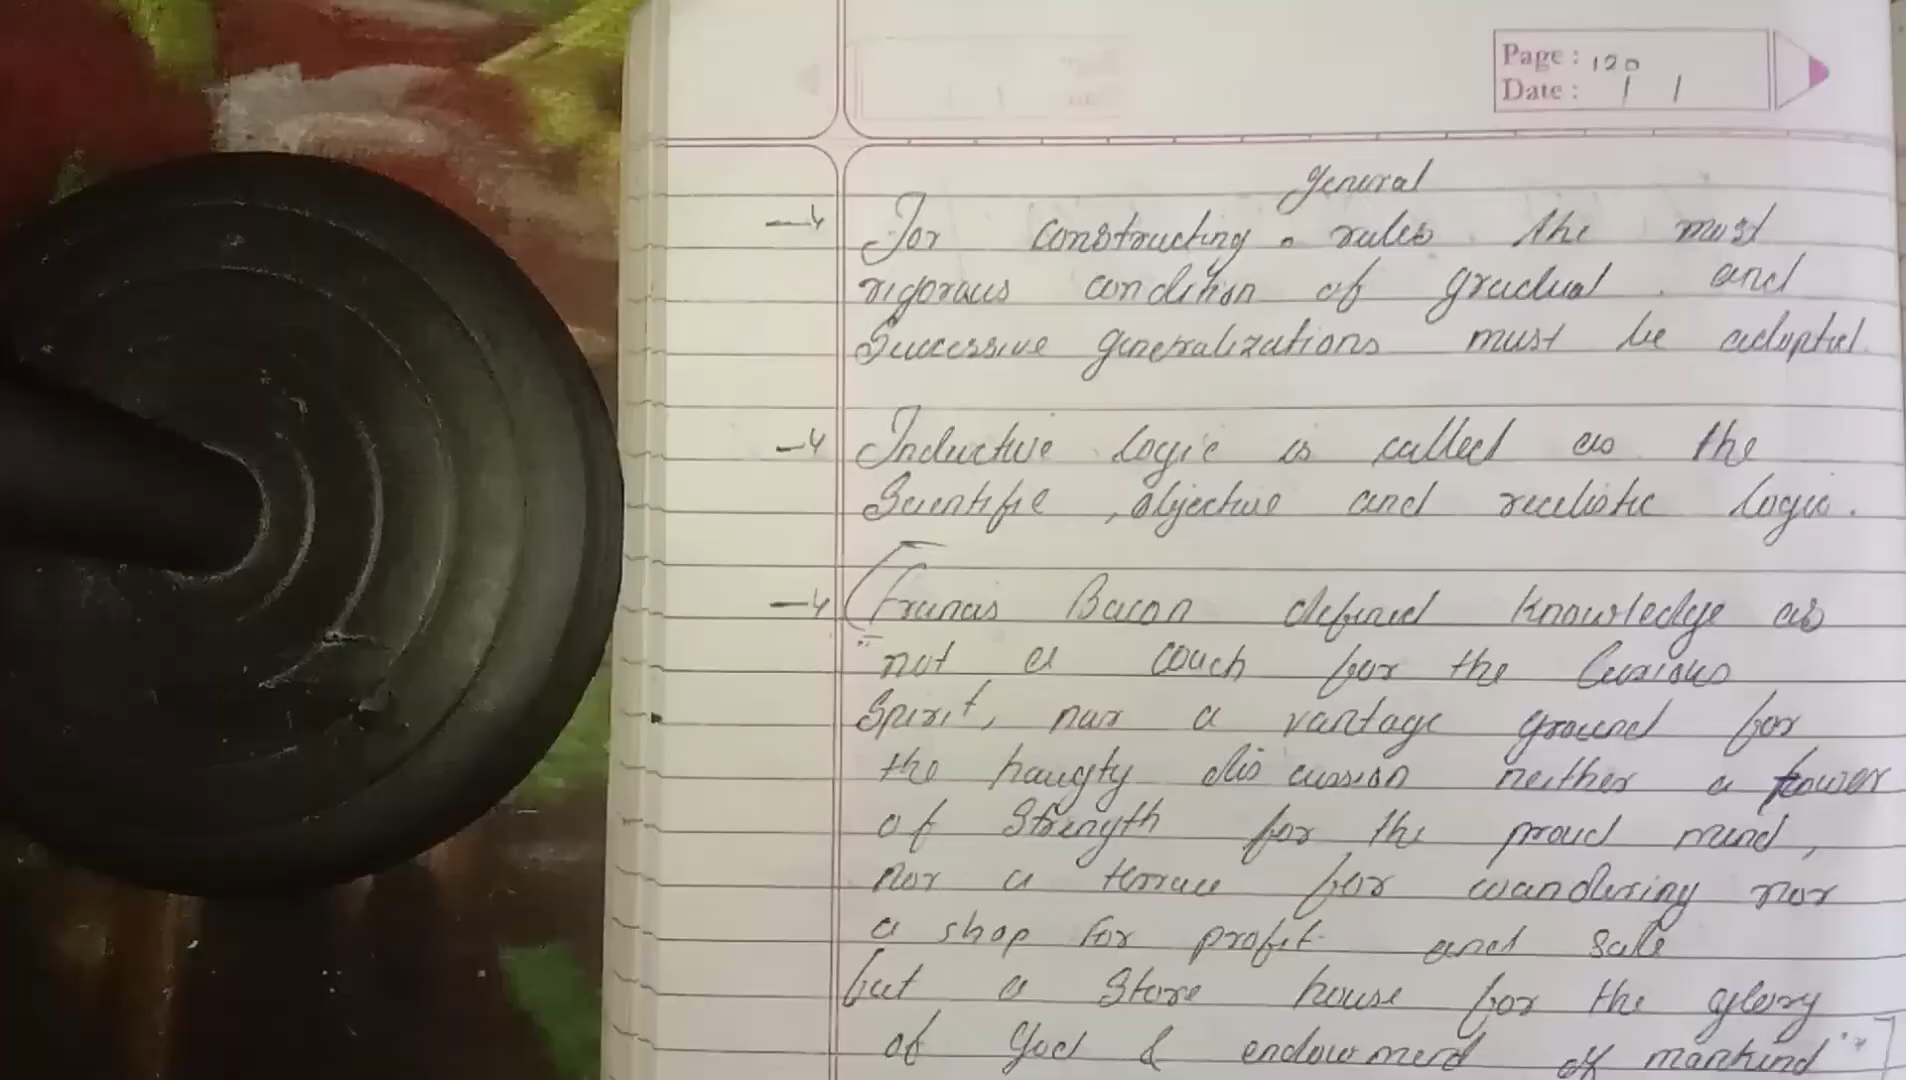 Page : 120
Date : / /
general
For constructing rules the most
rigorous condition of gradual and
Successive generalizations must be adopted.
Inductive logic is called as the
Scientific, objective and realistic logic.
Francis Bacon defined knowledge as
"not a couch for the Curious
Spirit, nor a vantage ground for
the haugty discussion neither a tower
of Strength for the proud mind,
nor a terrace for wandering nor
a shop for profit and sale
but a Store house for the glory
of God & endowment of mankind"